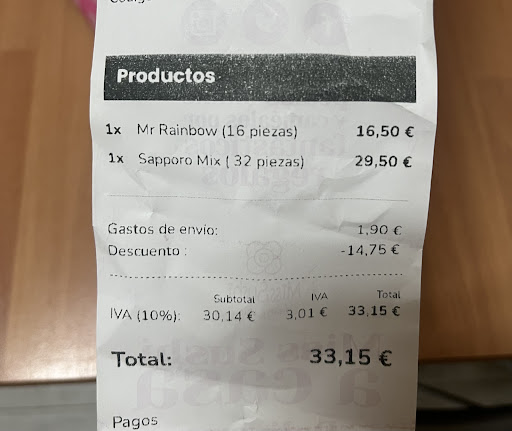 Productos
1x Mr Rainbow (16 piezas) 16,50 €
1x Sapporo Mix ( 32 piezas) 29,50 €
Gastos de envío: 1,90 €
Descuento : -14,75 €
Subtotal IVA Total
IVA (10%): 30,14 € 3,01 € 33,15 €
Total: 33,15 €
Pagos